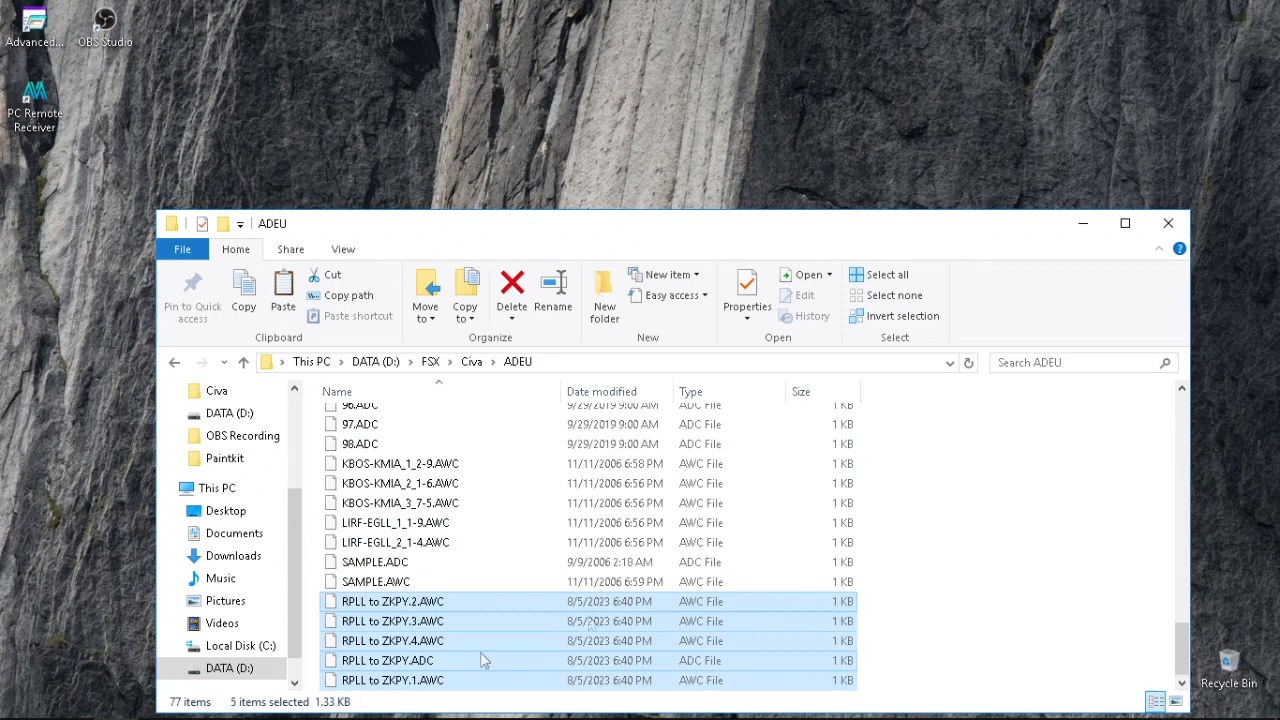 Advanced...
OBS Studio
PC Remote
Receiver
ADEU
File
Home
Share
View
Pin to Quick
access
Copy
Paste
Cut
Copy path
Paste shortcut
Clipboard
Move
to
Copy
to
Delete
Rename
Organize
New
folder
New item
Easy access
New
Properties
Open
Edit
History
Open
Select all
Select none
Invert selection
Select
This PC
DATA (D:)
FSX
Civa
ADEU
Search ADEU
Civa
DATA (D:)
OBS Recording
Paintkit
This PC
Desktop
Documents
Downloads
Music
Pictures
Videos
Local Disk (C:)
DATA (D:)
Name Date modified Type Size
96.ADC 9/29/2019 9:00 AM ADC File 1 KB
97.ADC 9/29/2019 9:00 AM ADC File 1 KB
98.ADC 9/29/2019 9:00 AM ADC File 1 KB
KBOS-KMIA_1_2-9.AWC 11/11/2006 6:58 PM AWC File 1 KB
KBOS-KMIA_2_1-6.AWC 11/11/2006 6:56 PM AWC File 1 KB
KBOS-KMIA_3_7-5.AWC 11/11/2006 6:56 PM AWC File 1 KB
LIRF-EGLL_1_1-9.AWC 11/11/2006 6:56 PM AWC File 1 KB
LIRF-EGLL_2_1-4.AWC 11/11/2006 6:56 PM AWC File 1 KB
SAMPLE.ADC 9/9/2006 2:18 AM ADC File 1 KB
SAMPLE.AWC 11/11/2006 6:59 PM AWC File 1 KB
RPLL to ZKPY.2.AWC 8/5/2023 6:40 PM AWC File 1 KB
RPLL to ZKPY.3.AWC 8/5/2023 6:40 PM AWC File 1 KB
RPLL to ZKPY.4.AWC 8/5/2023 6:40 PM AWC File 1 KB
RPLL to ZKPY.ADC 8/5/2023 6:40 PM ADC File 1 KB
RPLL to ZKPY.1.AWC 8/5/2023 6:40 PM AWC File 1 KB
77 items 5 items selected 1.33 KB
Recycle Bin